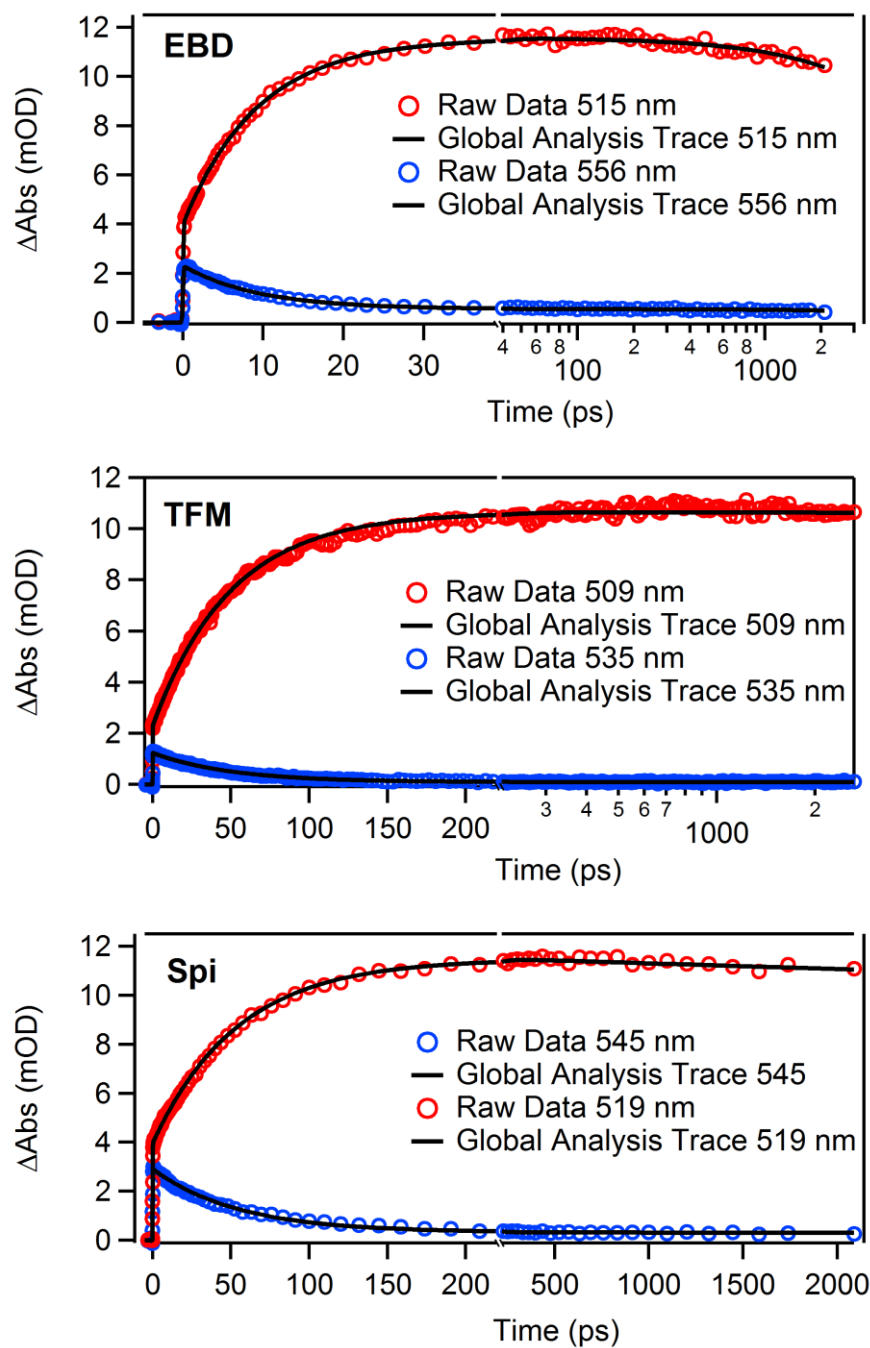 12
10
8
6
4
2
0
ΔAbs (mOD)
EBD
Raw Data 515 nm
Global Analysis Trace 515 nm
Raw Data 556 nm
Global Analysis Trace 556 nm
0 10 20 30 4 6 8 100 2 4 6 8 1000 2
Time (ps)
12
10
8
6
4
2
0
ΔAbs (mOD)
TFM
Raw Data 509 nm
Global Analysis Trace 509 nm
Raw Data 535 nm
Global Analysis Trace 535 nm
0 50 100 150 200 3 4 5 6 7 1000 2
Time (ps)
12
10
8
6
4
2
0
ΔAbs (mOD)
Spi
Raw Data 545 nm
Global Analysis Trace 545
Raw Data 519 nm
Global Analysis Trace 519 nm
0 50 100 150 200 500 1000 1500 2000
Time (ps)